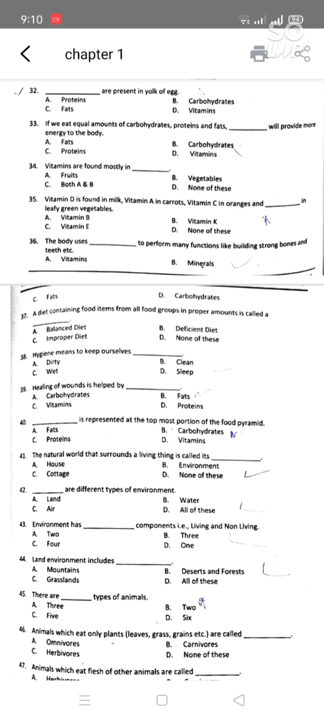 9:10
94
chapter 1
32. ____________ are present in yolk of egg.
A. Proteins B. Carbohydrates
C. Fats D. Vitamins
33. If we eat equal amounts of carbohydrates, proteins and fats, ________ will provide more
energy to the body.
A. Fats B. Carbohydrates
C. Proteins D. Vitamins
34. Vitamins are found mostly in ________.
A. Fruits B. Vegetables
C. Both A & B D. None of these
35. Vitamin D is found in milk, Vitamin A in carrots, Vitamin C in oranges and ________ in
leafy green vegetables.
A. Vitamin B B. Vitamin K
C. Vitamin E D. None of these
36. The body uses __________ to perform many functions like building strong bones and
teeth etc.
A. Vitamins B. Minerals
C. Fats D. Carbohydrates
37. A diet containing food items from all food groups in proper amounts is called a
________
A. Balanced Diet B. Deficient Diet
C. Improper Diet D. None of these
38. Hygiene means to keep ourselves __________.
A. Dirty B. Clean
C. Wet D. Sleep
39. Healing of wounds is helped by __________
A. Carbohydrates B. Fats
C. Vitamins D. Proteins
40 ________ is represented at the top most portion of the food pyramid.
A. Fats B. Carbohydrates
C. Proteins D. Vitamins
41. The natural world that surrounds a living thing is called its __________.
A. House B. Environment
C. Cottage D. None of these
42. ________ are different types of environment.
A. Land B. Water
C. Air D. All of these
43. Environment has __________ components i.e., Living and Non Living.
A. Two B. Three
C. Four D. One
44. Land environment includes __________.
A. Mountains B. Deserts and Forests
C. Grasslands D. All of these
45. There are ________ types of animals.
A. Three B. Two
C. Five D. Six
46. Animals which eat only plants (leaves, grass, grains etc.) are called __________.
A. Omnivores B. Carnivores
C. Herbivores D. None of these
47. Animals which eat flesh of other animals are called __________.